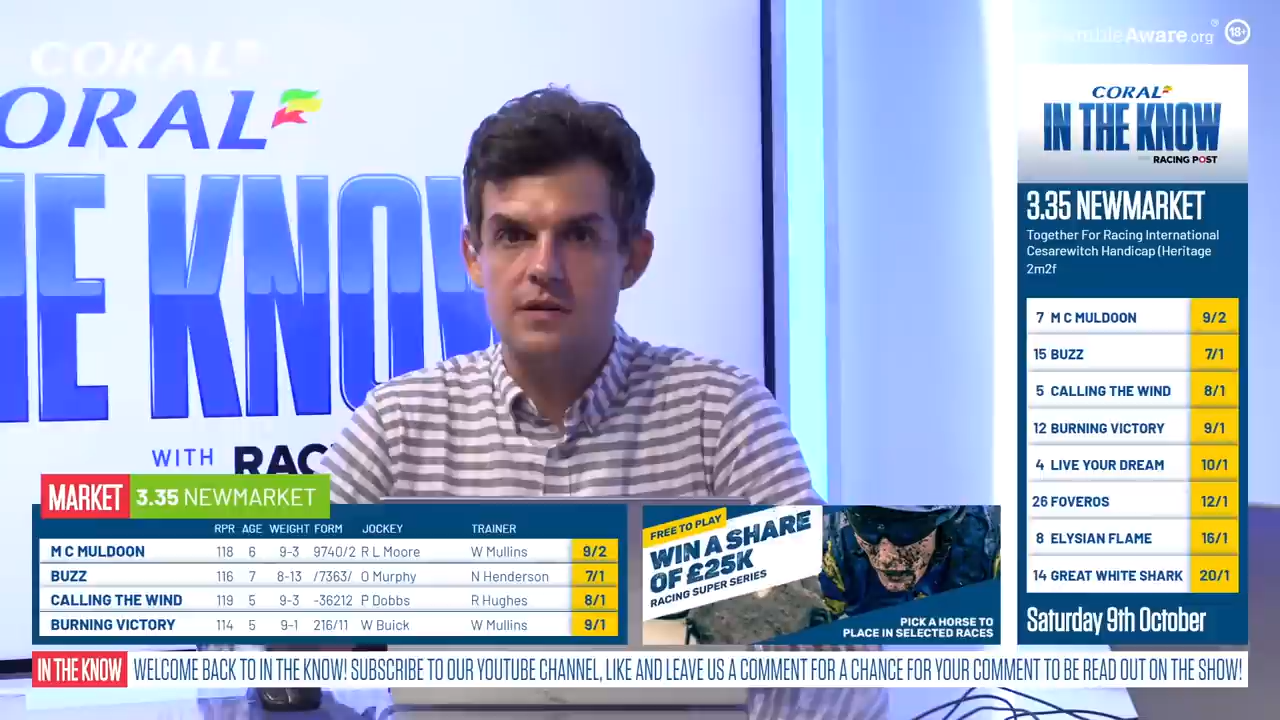 CORAL
ORAL
E KNOW
WITH RAC
Aware.org 18+
CORAL
IN THE KNOW
WITH RACING POST
3.35 NEWMARKET
Together For Racing International
Cesarewitch Handicap (Heritage
2m2f
7 M C MULDOON 9/2
15 BUZZ 7/1
5 CALLING THE WIND 8/1
12 BURNING VICTORY 9/1
4 LIVE YOUR DREAM 10/1
26 FOVEROS 12/1
8 ELYSIAN FLAME 16/1
14 GREAT WHITE SHARK 20/1
Saturday 9th October
MARKET 3.35 NEWMARKET
RPR AGE WEIGHT FORM JOCKEY TRAINER
M C MULDOON 118 6 9-3 9740/2 R L Moore W Mullins 9/2
BUZZ 116 7 8-13 /7363/ O Murphy N Henderson 7/1
CALLING THE WIND 119 5 9-3 -36212 P Dobbs R Hughes 8/1
BURNING VICTORY 114 5 9-1 216/11 W Buick W Mullins 9/1
FREE TO PLAY
WIN A SHARE
OF £25K
RACING SUPER SERIES
PICK A HORSE TO
PLACE IN SELECTED RACES
IN THE KNOW WELCOME BACK TO IN THE KNOW! SUBSCRIBE TO OUR YOUTUBE CHANNEL, LIKE AND LEAVE US A COMMENT FOR A CHANCE FOR YOUR COMMENT TO BE READ OUT ON THE SHOW!